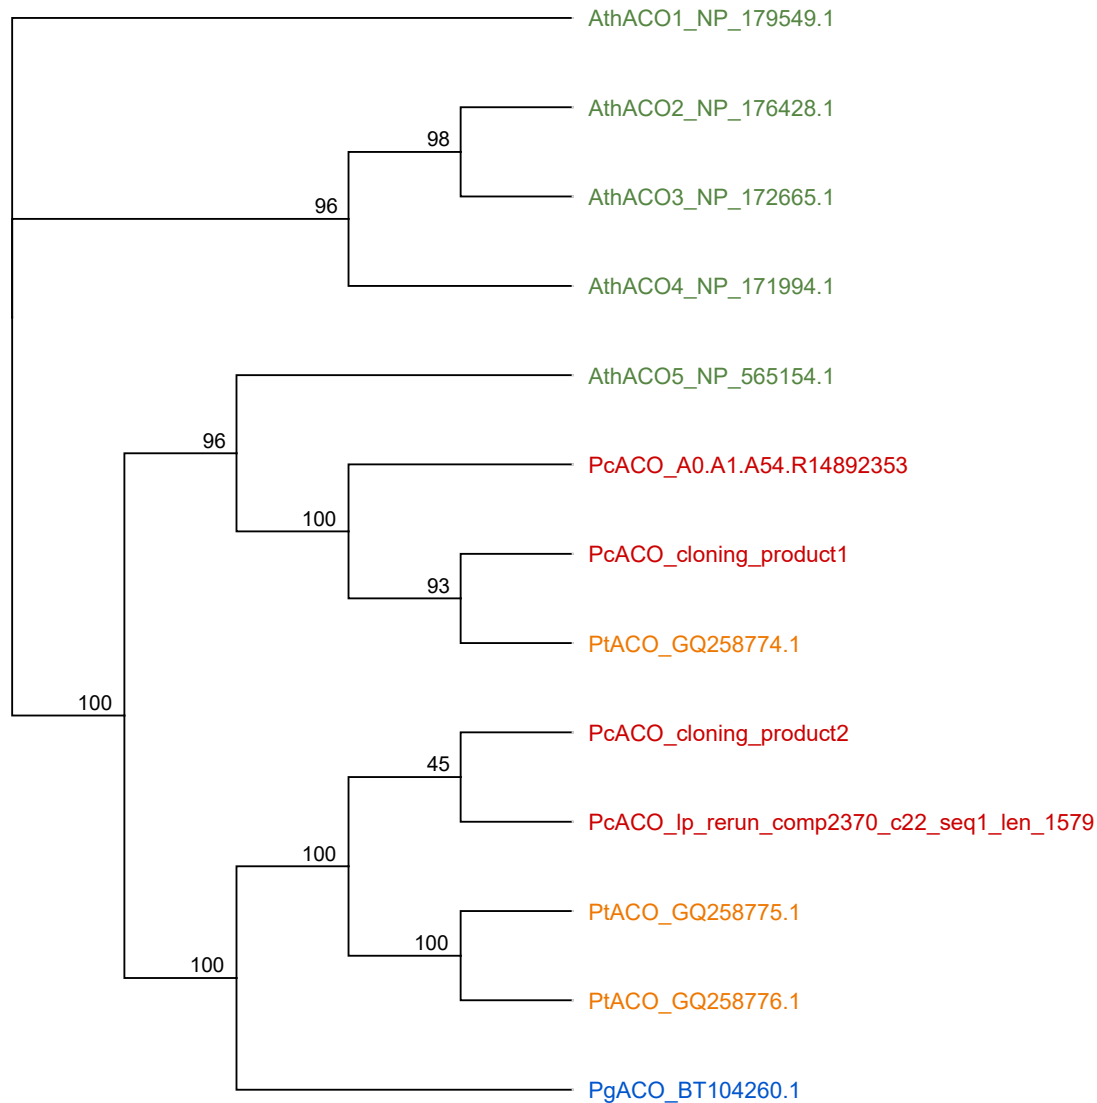 AthACO1_NP_179549.1
AthACO2_NP_176428.1
98
AthACO3_NP_172665.1
96
AthACO4_NP_171994.1
AthACO5_NP_565154.1
96
PcACO_A0.A1.A54.R14892353
100
PcACO_cloning_product1
93
PtACO_GQ258774.1
100
PcACO_cloning_product2
45
PcACO_lp_rerun_comp2370_c22_seq1_len_1579
100
PtACO_GQ258775.1
100
100
PtACO_GQ258776.1
PgACO_BT104260.1